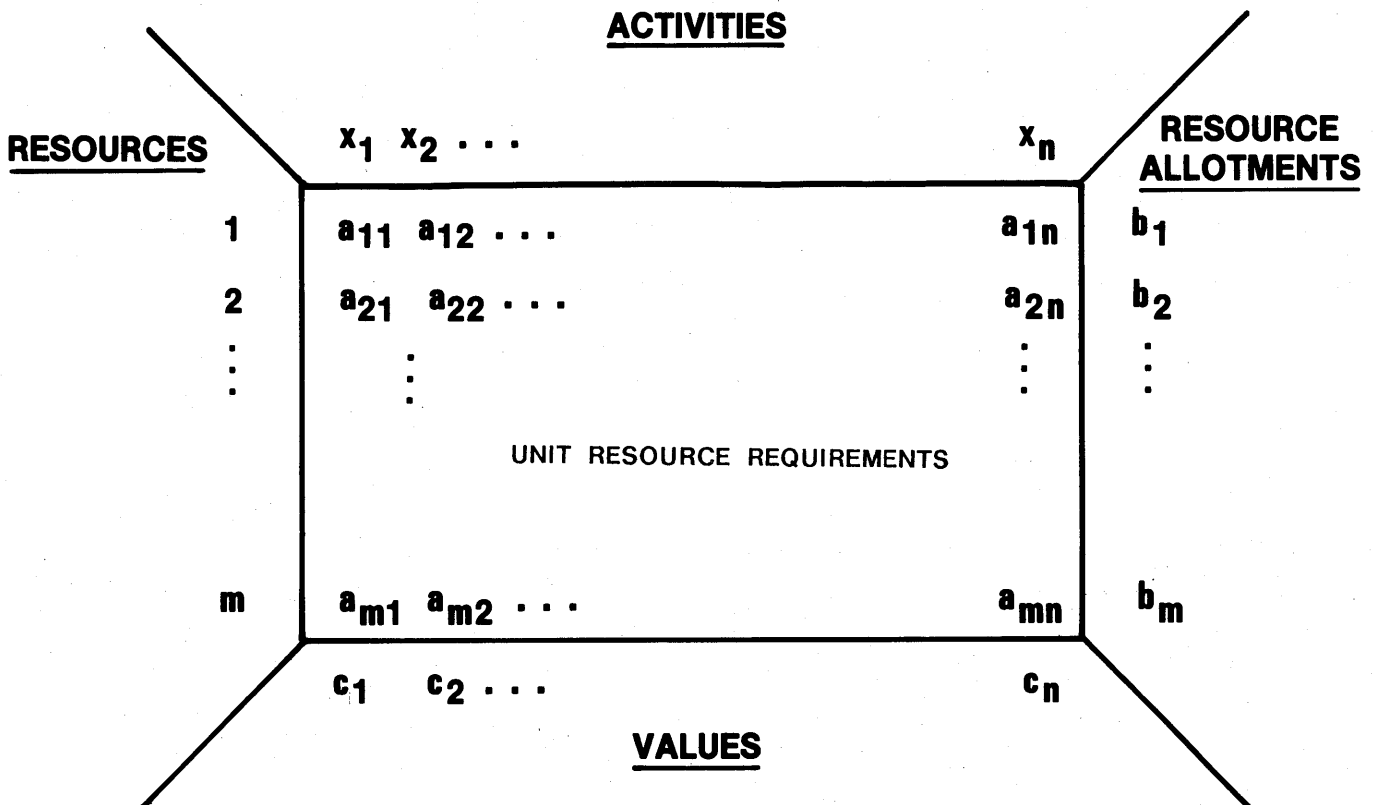 ACTIVITIES
RESOURCES x1 x2 . . . xn RESOURCE
ALLOTMENTS
1 a11 a12 . . . a1n b1
2 a21 a22 . . . a2n b2
. . . .
. . . .
. . . .
UNIT RESOURCE REQUIREMENTS
m am1 am2 . . . amn bm
c1 c2 . . . cn
VALUES